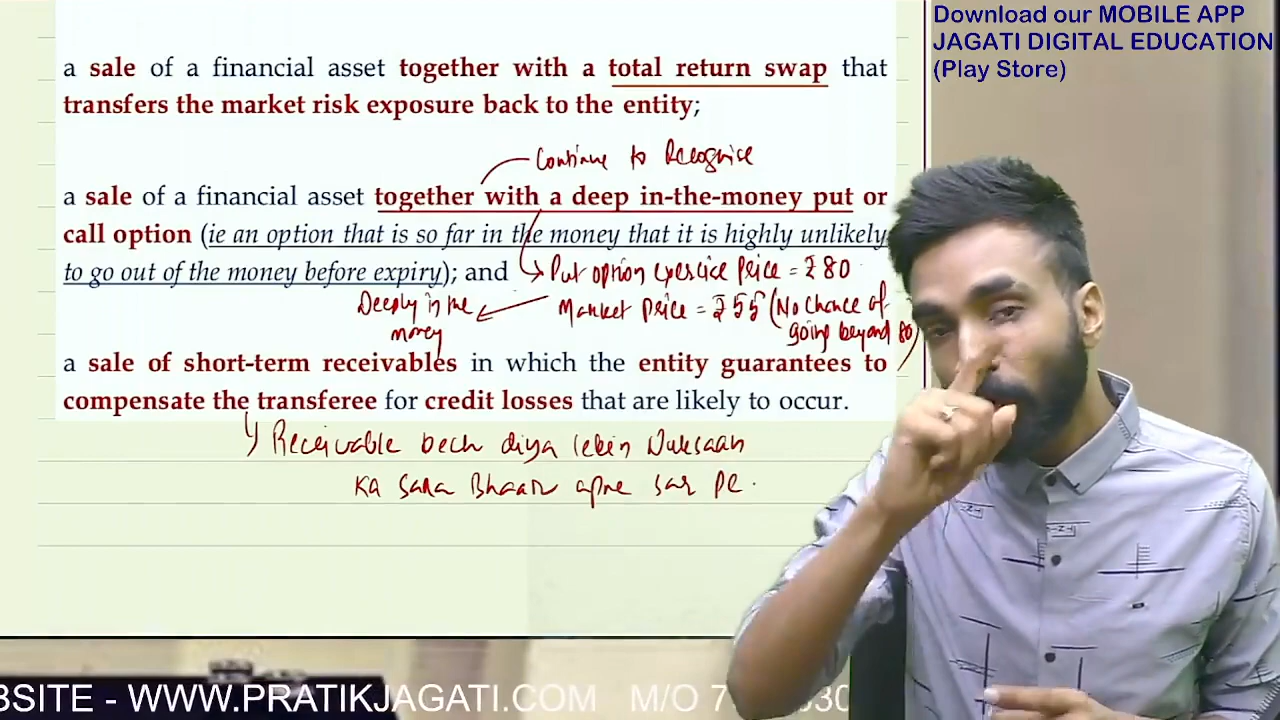 Download our MOBILE APP
JAGATI DIGITAL EDUCATION
(Play Store)
a sale of a financial asset together with a total return swap that
transfers the market risk exposure back to the entity;
Continue to Recognise
a sale of a financial asset together with a deep in-the-money put or
call option (ie an option that is so far in the money that it is highly unlikely
to go out of the money before expiry); and
Put option exercise Price = ₹80
Deeply in the
money
Market Price = ₹55 (No chance of
going beyond 80)
a sale of short-term receivables in which the entity guarantees to
compensate the transferee for credit losses that are likely to occur.
Receivable bech diya lekin Nuksaan
Ka Sara Bhaar apne sar pe.
BSITE - WWW.PRATIKJAGATI.COM M/O 7